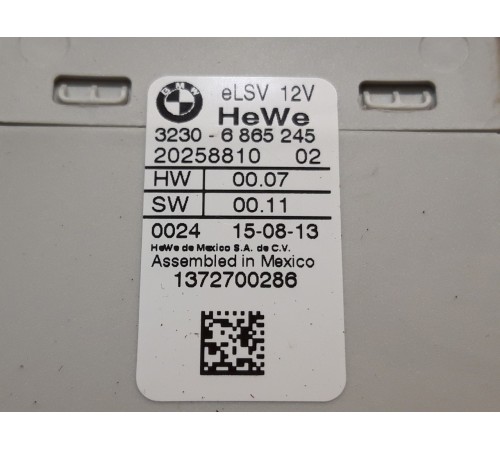 BMW eLSV 12V
HeWe
3230 - 6 865 245
20258810 02
HW 00.07
SW 00.11
0024 15-08-13
HeWe de Mexico S.A. de C.V.
Assembled in Mexico
1372700286